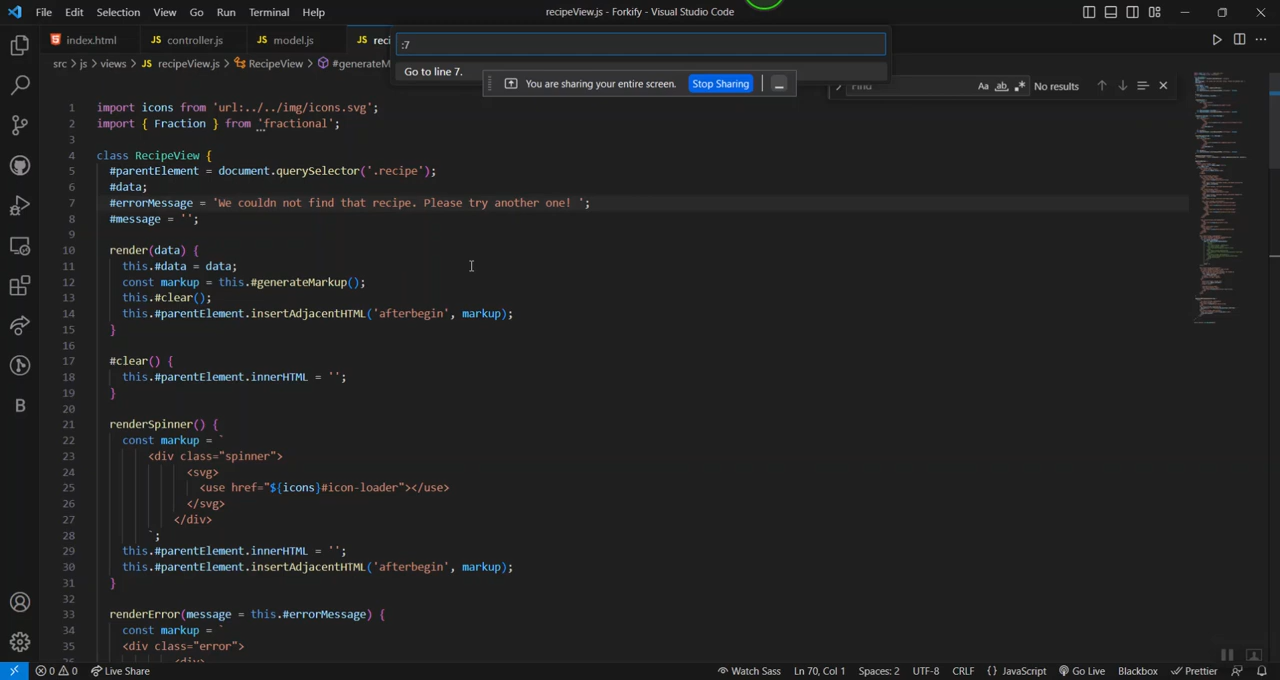 File Edit Selection View Go Run Terminal Help
recipeView.js - Forkify - Visual Studio Code
index.html
controller.js
model.js
reci
:7
Go to line 7.
src > js > views > recipeView.js > RecipeView > #generateM
You are sharing your entire screen. Stop Sharing
Find
No results
1 import icons from 'url:../../img/icons.svg';
2 import { Fraction } from 'fractional';
3
4 class RecipeView {
5 #parentElement = document.querySelector('.recipe');
6 #data;
7 #errorMessage = 'We couldn not find that recipe. Please try another one! ';
8 #message = '';
9
10 render(data) {
11 this.#data = data;
12 const markup = this.#generateMarkup();
13 this.#clear();
14 this.#parentElement.insertAdjacentHTML('afterbegin', markup);
15 }
16
17 #clear() {
18 this.#parentElement.innerHTML = '';
19 }
20
21 renderSpinner() {
22 const markup = `
23 <div class="spinner">
24 <svg>
25 <use href="${icons}#icon-loader"></use>
26 </svg>
27 </div>
28 `;
29 this.#parentElement.innerHTML = '';
30 this.#parentElement.insertAdjacentHTML('afterbegin', markup);
31 }
32
33 renderError(message = this.#errorMessage) {
34 const markup = `
35 <div class="error">
0 0 Live Share
Watch Sass Ln 70, Col 1 Spaces: 2 UTF-8 CRLF {} JavaScript Go Live Blackbox Prettier